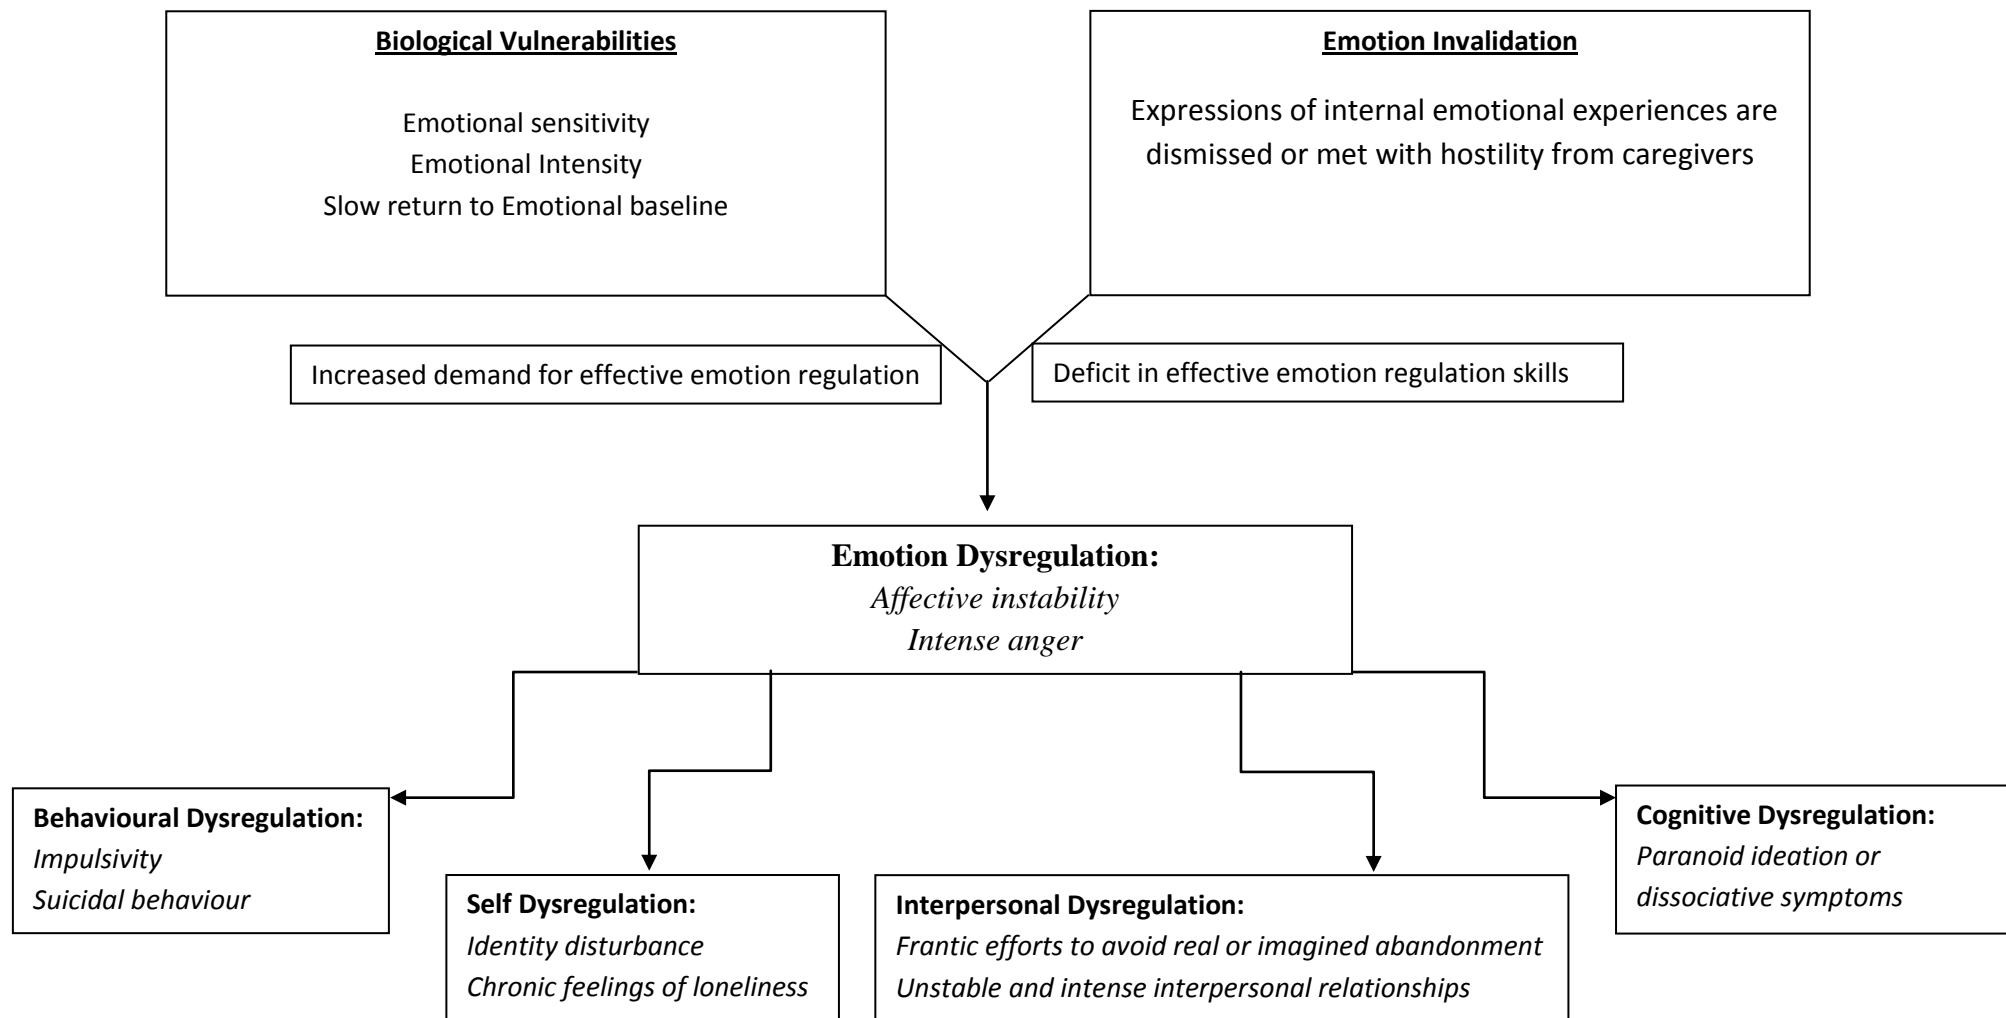 Biological Vulnerabilities
Emotional sensitivity
Emotional Intensity
Slow return to Emotional baseline
Emotion Invalidation
Expressions of internal emotional experiences are
dismissed or met with hostility from caregivers
Increased demand for effective emotion regulation
Deficit in effective emotion regulation skills
Emotion Dysregulation:
Affective instability
Intense anger
Behavioural Dysregulation:
Impulsivity
Suicidal behaviour
Self Dysregulation:
Identity disturbance
Chronic feelings of loneliness
Interpersonal Dysregulation:
Frantic efforts to avoid real or imagined abandonment
Unstable and intense interpersonal relationships
Cognitive Dysregulation:
Paranoid ideation or
dissociative symptoms